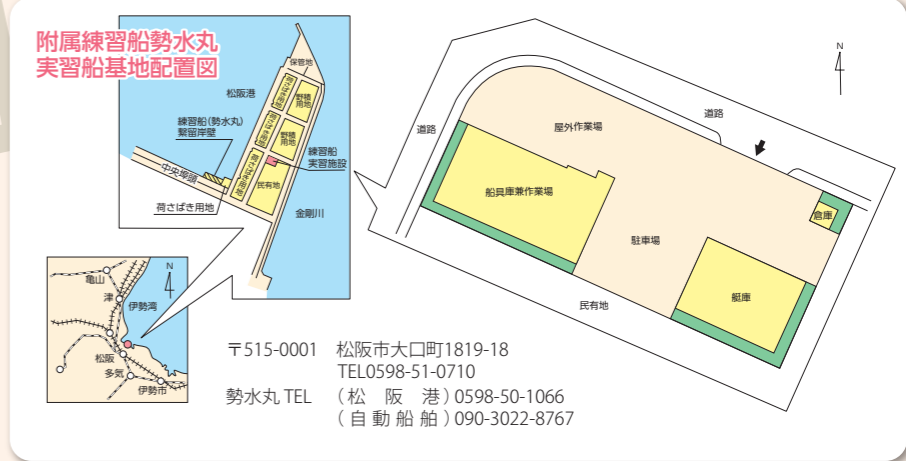 附属練習船勢水丸
実習船基地配置図
保管地
松阪港
荷さばき用地
野積用地
荷さばき用地
野積用地
練習船(勢水丸)
繋留岸壁
練習船
実習施設
中央埠頭
荷さばき用地
民有地
荷さばき用地
金剛川
N
道路
道路
屋外作業場
船具庫兼作業場
倉庫
駐車場
艇庫
民有地
N
亀山
津
伊勢湾
松阪
多気
伊勢市
〒515-0001 松阪市大口町1819-18
TEL0598-51-0710
勢水丸 TEL (松 阪 港) 0598-50-1066
(自 動 船 舶) 090-3022-8767